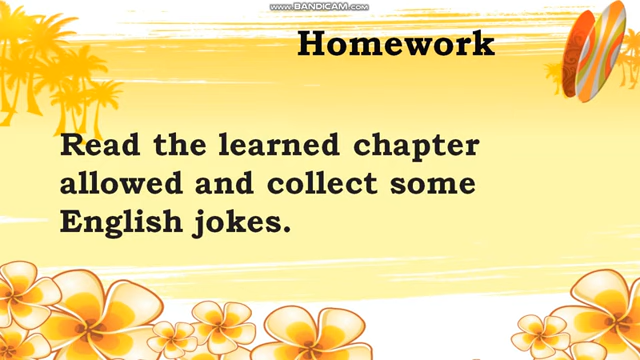 WWW.BANDICAM.COM
Homework
Read the learned chapter
allowed and collect some
English jokes.